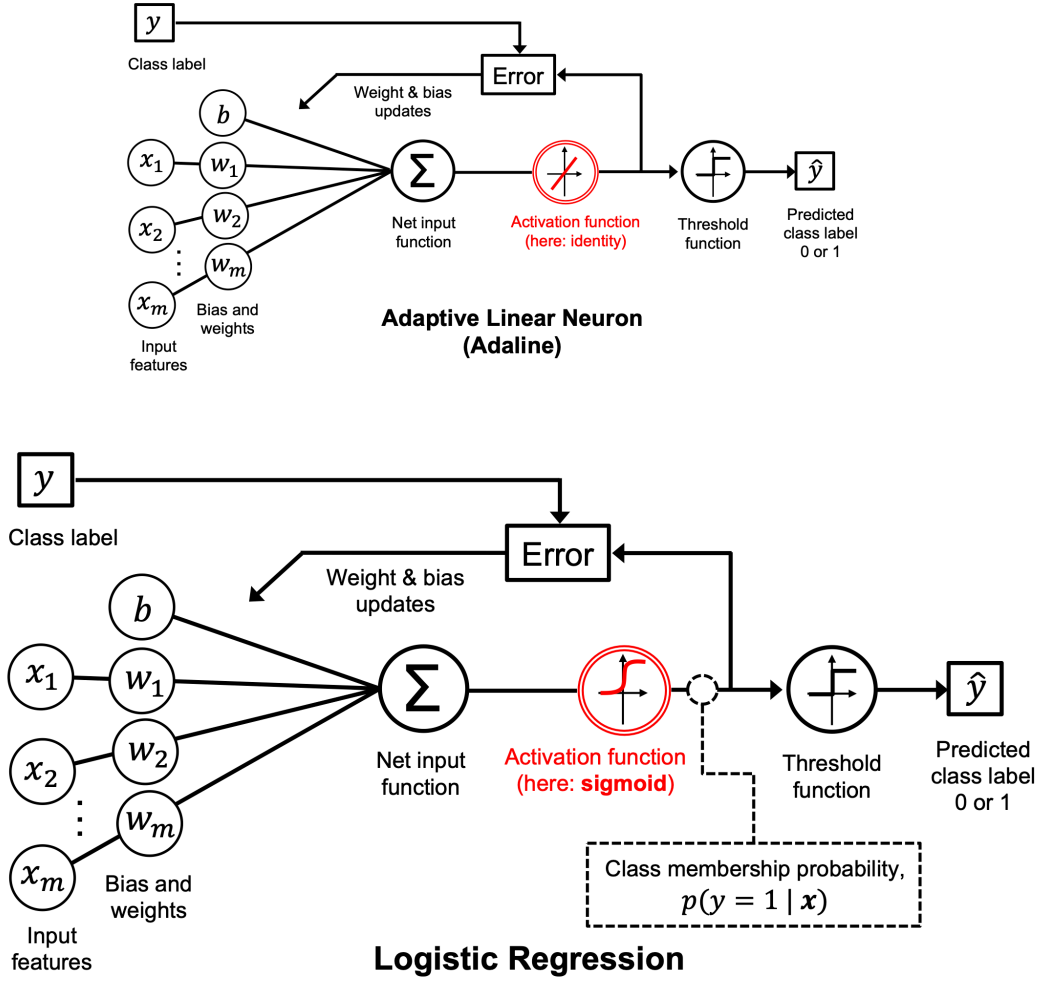 y
Class label
Error
Weight & bias
updates
b
x₁
w₁
x₂
w₂
⋮
wₘ
xₘ
Bias and
weights
Input
features
Σ
Net input
function
Activation function
(here: identity)
Threshold
function
ŷ
Predicted
class label
0 or 1
Adaptive Linear Neuron
(Adaline)
y
Class label
Error
Weight & bias
updates
b
x₁
w₁
x₂
w₂
⋮
wₘ
xₘ
Bias and
weights
Input
features
Σ
Net input
function
Activation function
(here: sigmoid)
Threshold
function
ŷ
Predicted
class label
0 or 1
Class membership probability,
p(y = 1 | x)
Logistic Regression